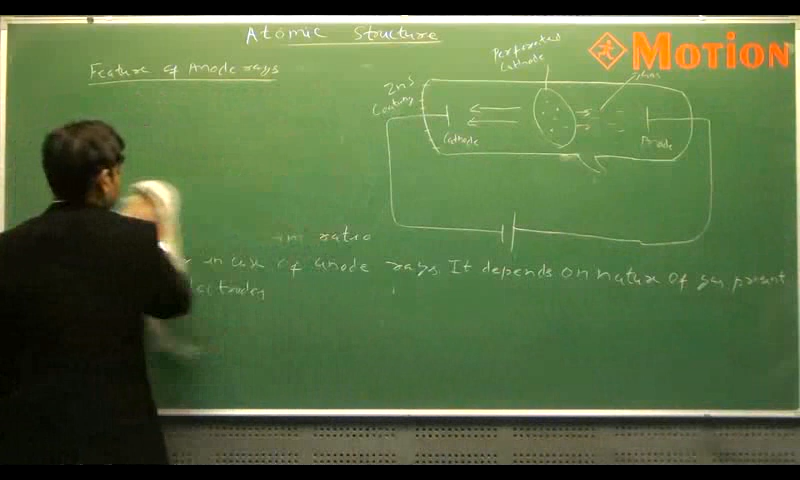 Atomic Structure
MOTION
Feature of Anode rays
Perforated
Cathode
ZnS
Coating
Cathode
Anode
ratio
in case of anode rays. It depends on nature of gas present